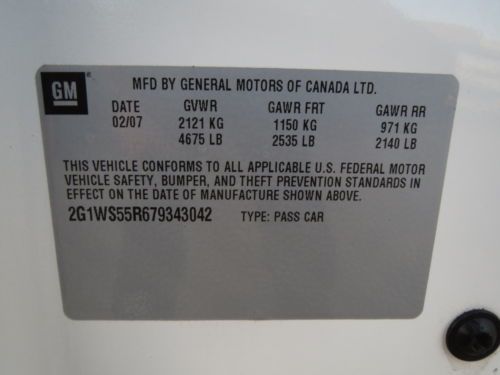 GM
MFD BY GENERAL MOTORS OF CANADA LTD.
DATE GVWR GAWR FRT GAWR RR
02/07 2121 KG 1150 KG 971 KG
4675 LB 2535 LB 2140 LB
THIS VEHICLE CONFORMS TO ALL APPLICABLE U.S. FEDERAL MOTOR
VEHICLE SAFETY, BUMPER, AND THEFT PREVENTION STANDARDS IN
EFFECT ON THE DATE OF MANUFACTURE SHOWN ABOVE.
2G1WS55R679343042 TYPE: PASS CAR